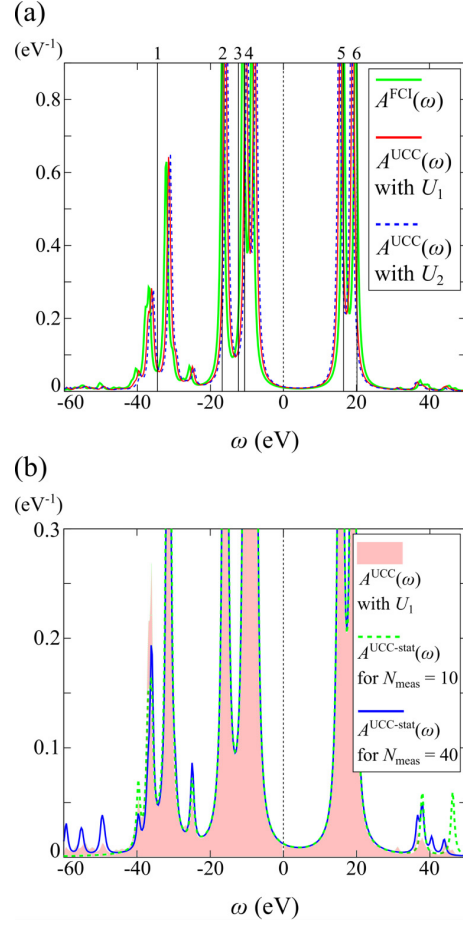 (a)
(eV⁻¹)
1 2 3 4 5 6
0.9
0.8
0.6
0.4
0.2
0
A^FCI(ω)
A^UCC(ω)
with U₁
A^UCC(ω)
with U₂
-60 -40 -20 0 20 40
ω (eV)
(b)
(eV⁻¹)
0.3
0.2
0.1
0
A^UCC(ω)
with U₁
A^UCC-stat(ω)
for N_meas = 10
A^UCC-stat(ω)
for N_meas = 40
-60 -40 -20 0 20 40
ω (eV)